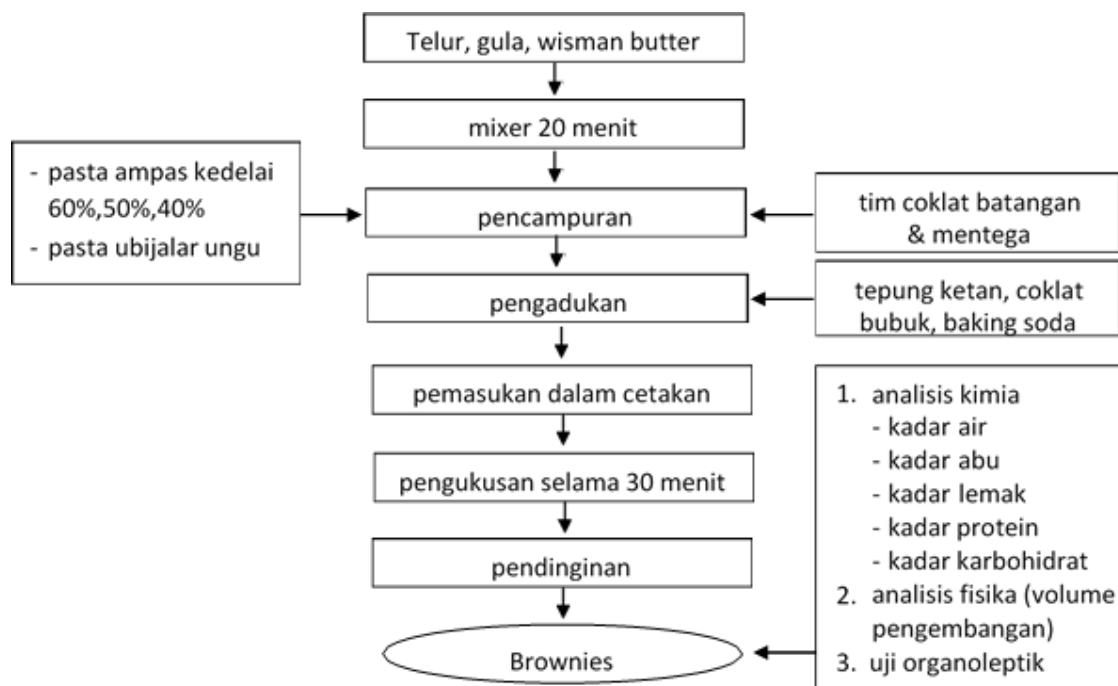 Telur, gula, wisman butter
mixer 20 menit
- pasta ampas kedelai
60%,50%,40%
- pasta ubijalar ungu
pencampuran
tim coklat batangan
& mentega
pengadukan
tepung ketan, coklat
bubuk, baking soda
pemasukan dalam cetakan
pengukusan selama 30 menit
pendinginan
Brownies
1. analisis kimia
- kadar air
- kadar abu
- kadar lemak
- kadar protein
- kadar karbohidrat
2. analisis fisika (volume
pengembangan)
3. uji organoleptik